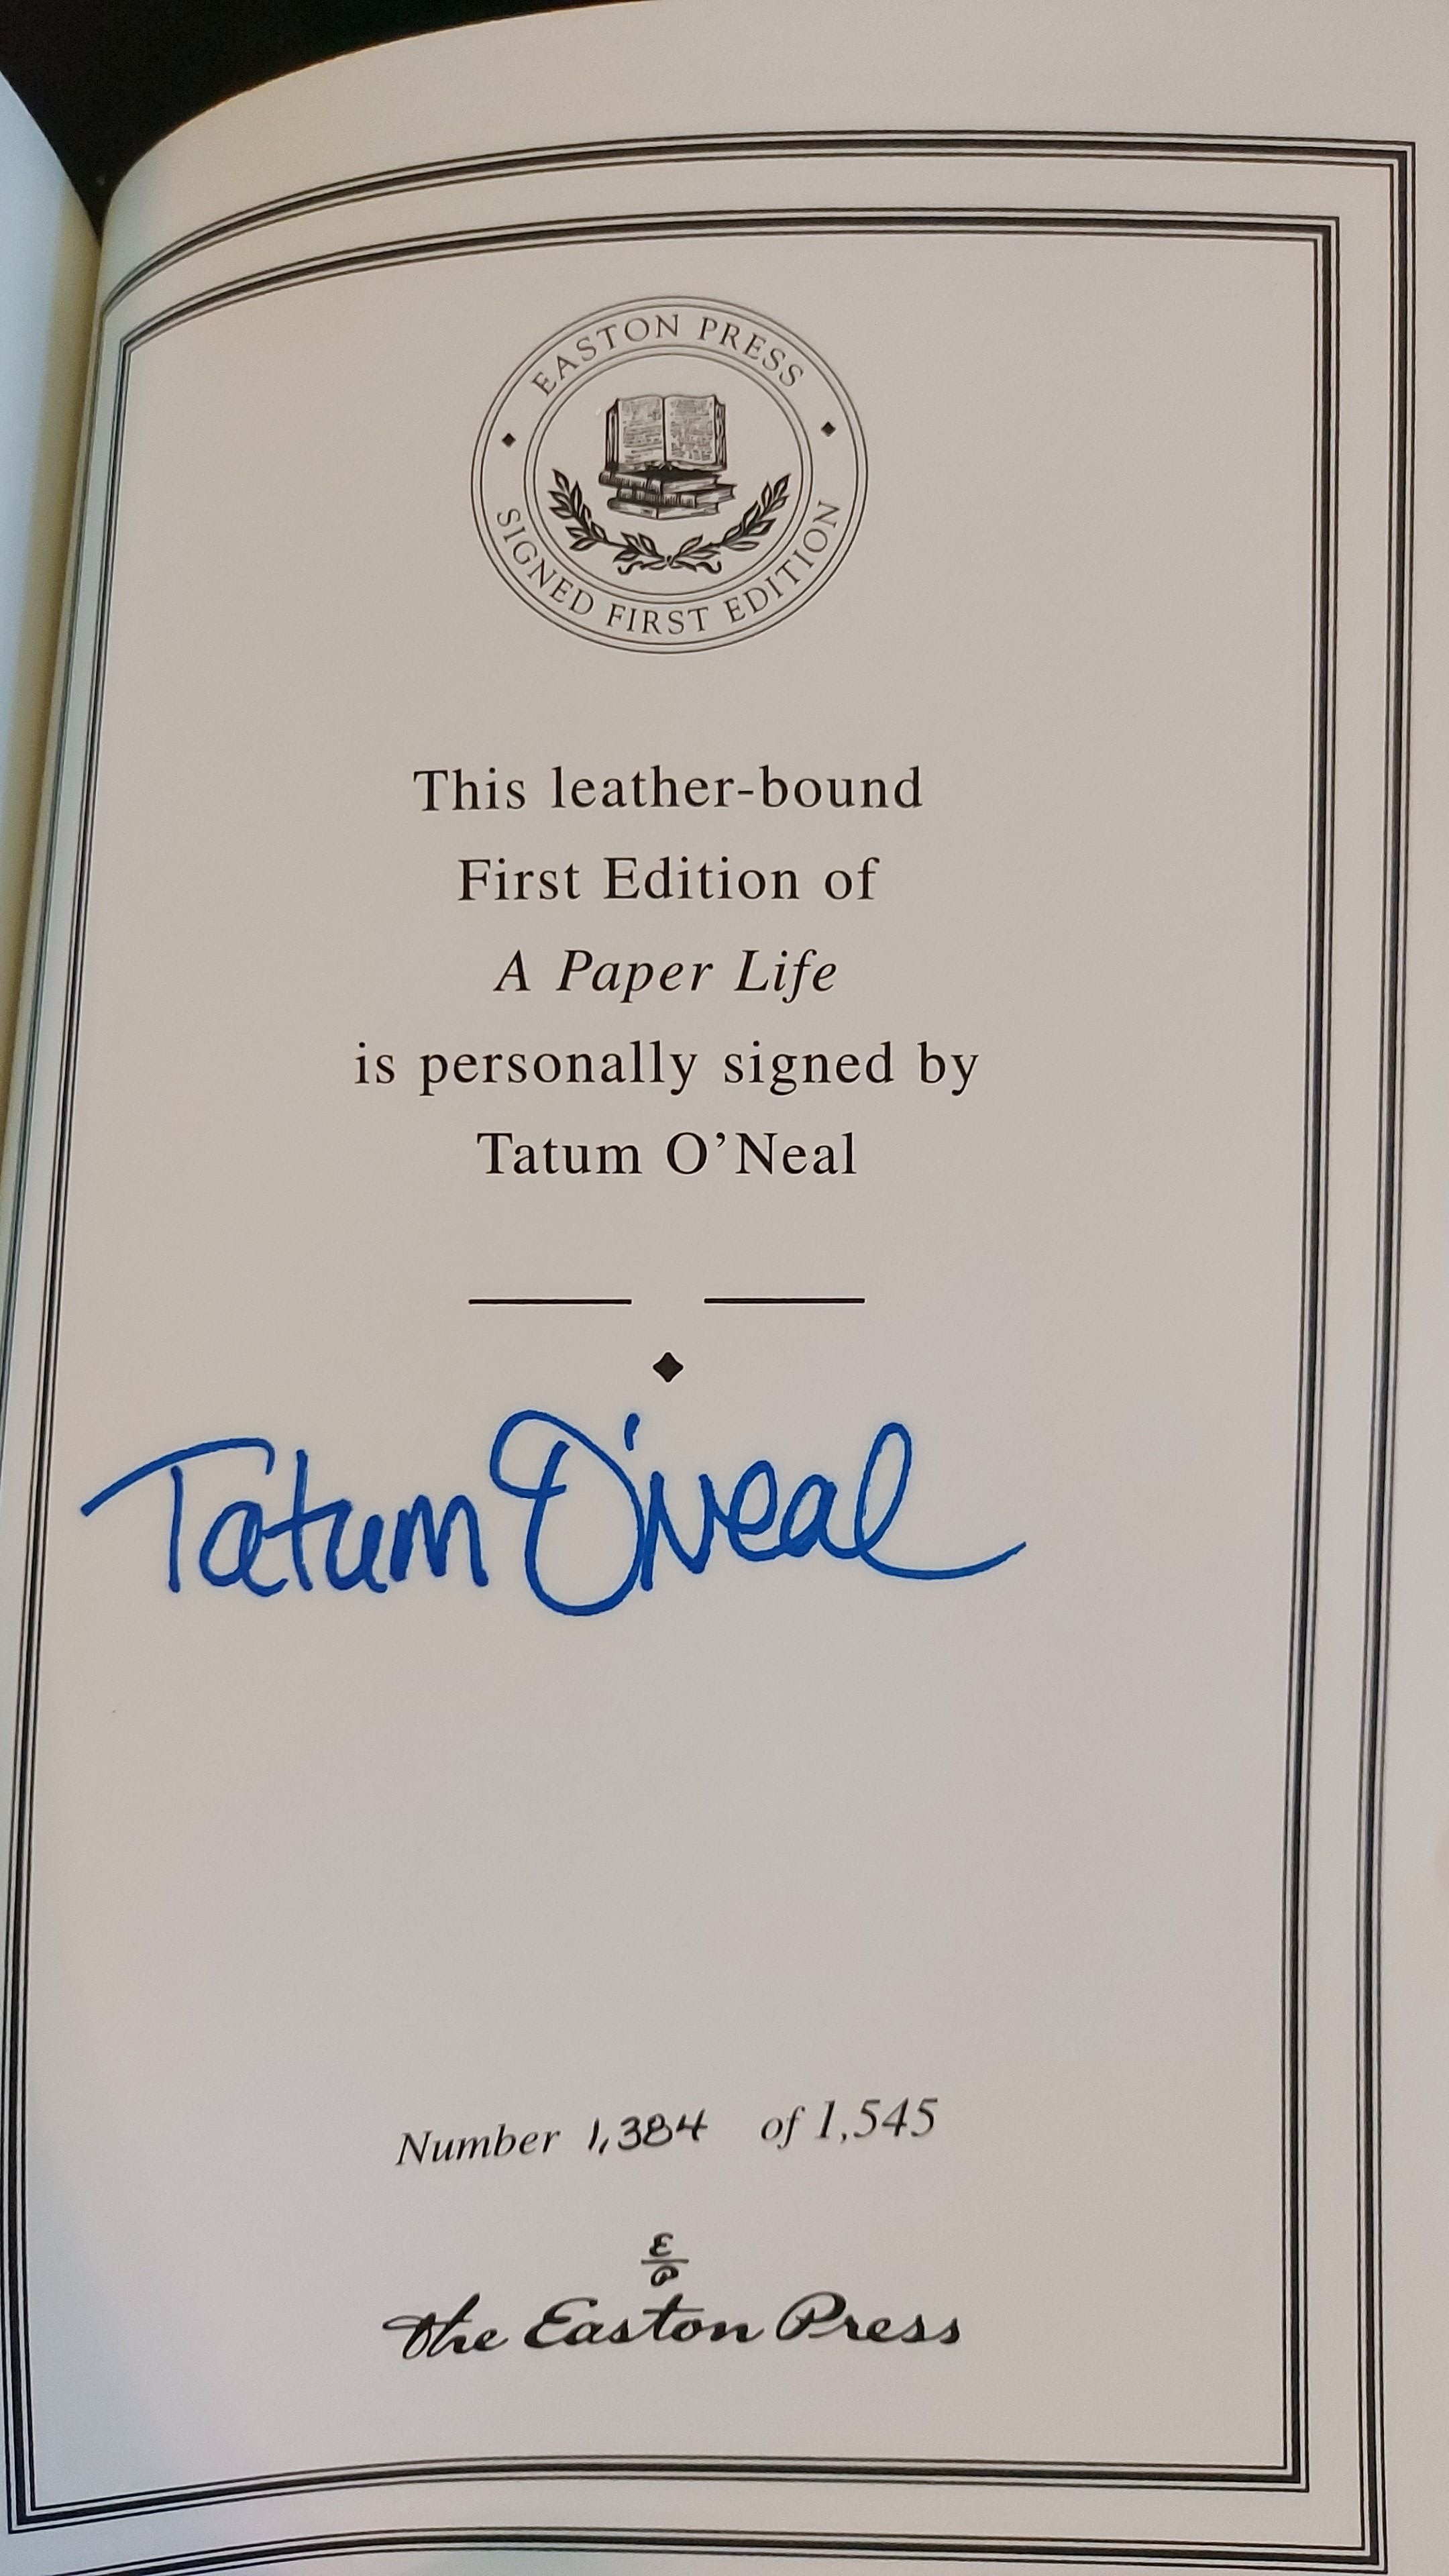 EASTON PRESS
SIGNED FIRST EDITION
This leather-bound
First Edition of
A Paper Life
is personally signed by
Tatum O’Neal
Tatum O'Neal
Number 1,384 of 1,545
E
P
The Easton Press